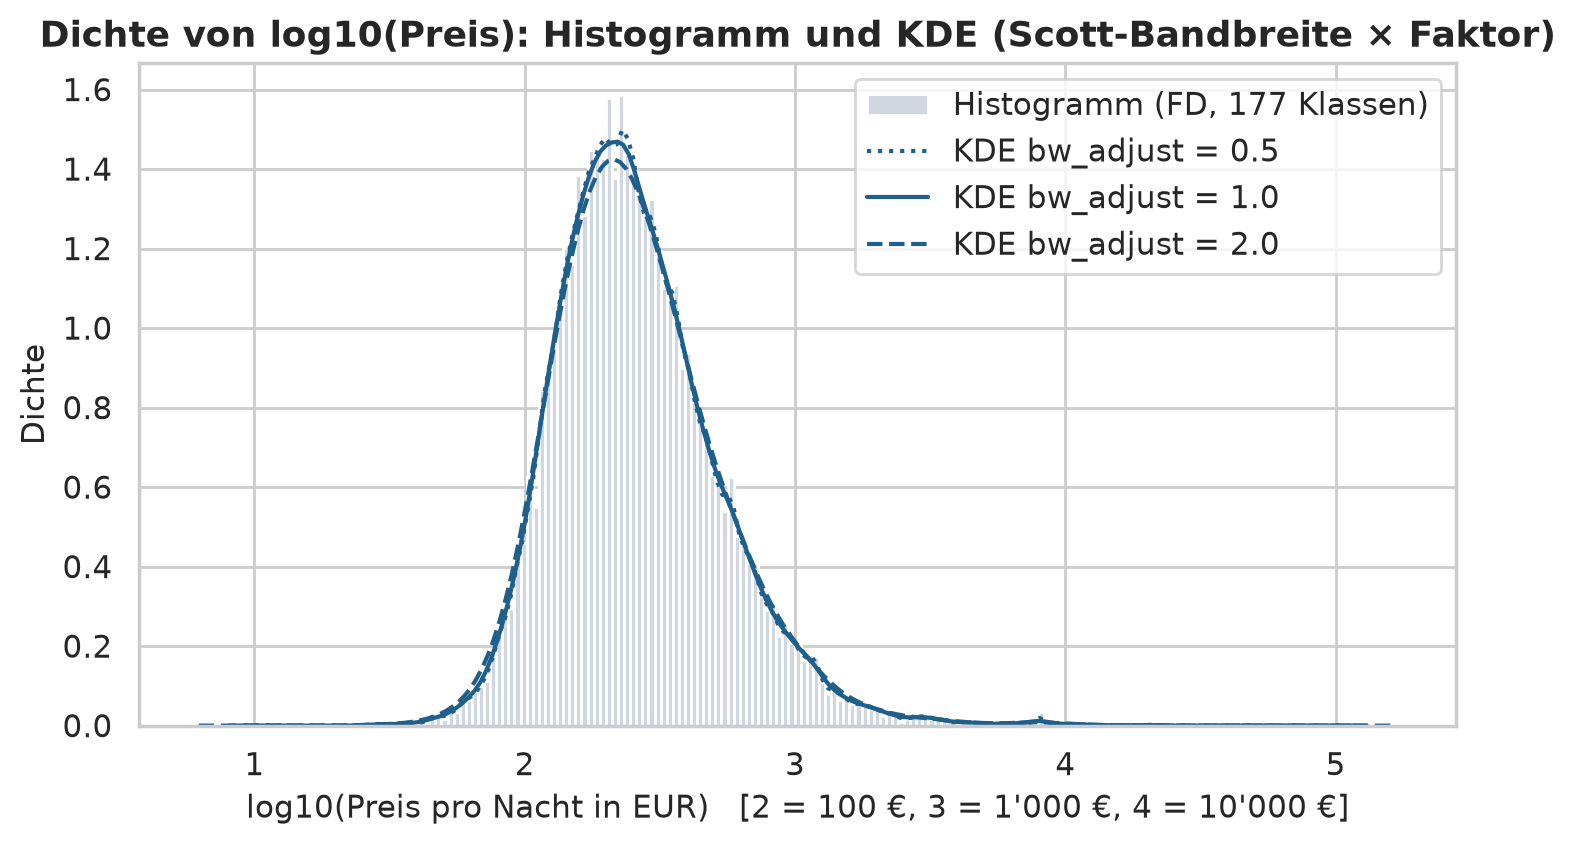 Dichte von log10(Preis): Histogramm und KDE (Scott-Bandbreite × Faktor)
Histogramm (FD, 177 Klassen)
KDE bw_adjust = 0.5
KDE bw_adjust = 1.0
KDE bw_adjust = 2.0
Dichte
1.6
1.4
1.2
1.0
0.8
0.6
0.4
0.2
0.0
1 2 3 4 5
log10(Preis pro Nacht in EUR) [2 = 100 €, 3 = 1'000 €, 4 = 10'000 €]